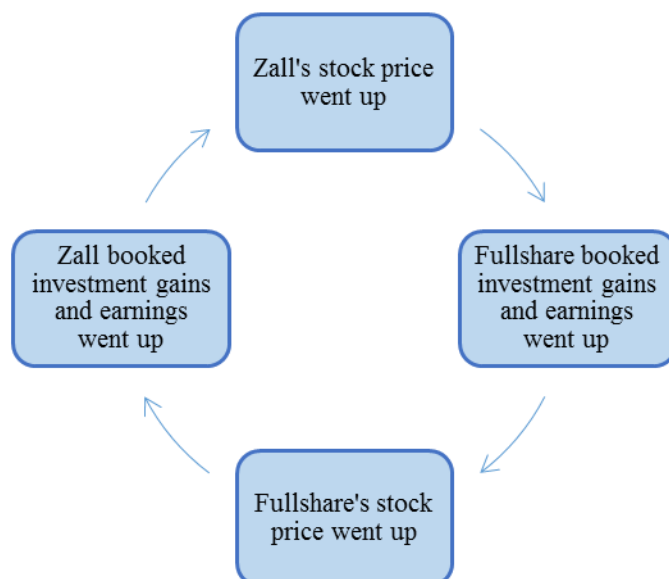 Zall's stock price
went up
Fullshare booked
investment gains
and earnings
went up
Fullshare's stock
price went up
Zall booked
investment gains
and earnings
went up